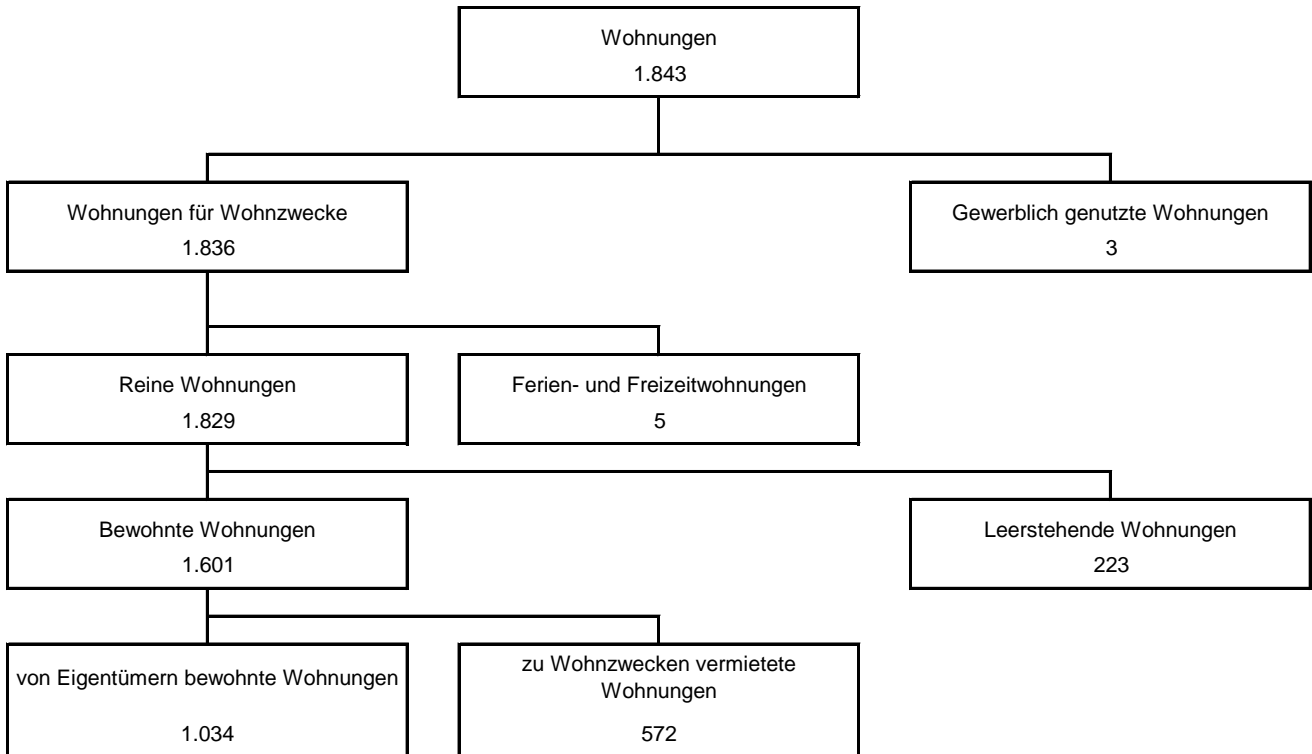 Wohnungen
1.843
Wohnungen für Wohnzwecke
1.836
Gewerblich genutzte Wohnungen
3
Reine Wohnungen
1.829
Ferien- und Freizeitwohnungen
5
Bewohnte Wohnungen
1.601
Leerstehende Wohnungen
223
von Eigentümern bewohnte Wohnungen
1.034
zu Wohnzwecken vermietete
Wohnungen
572